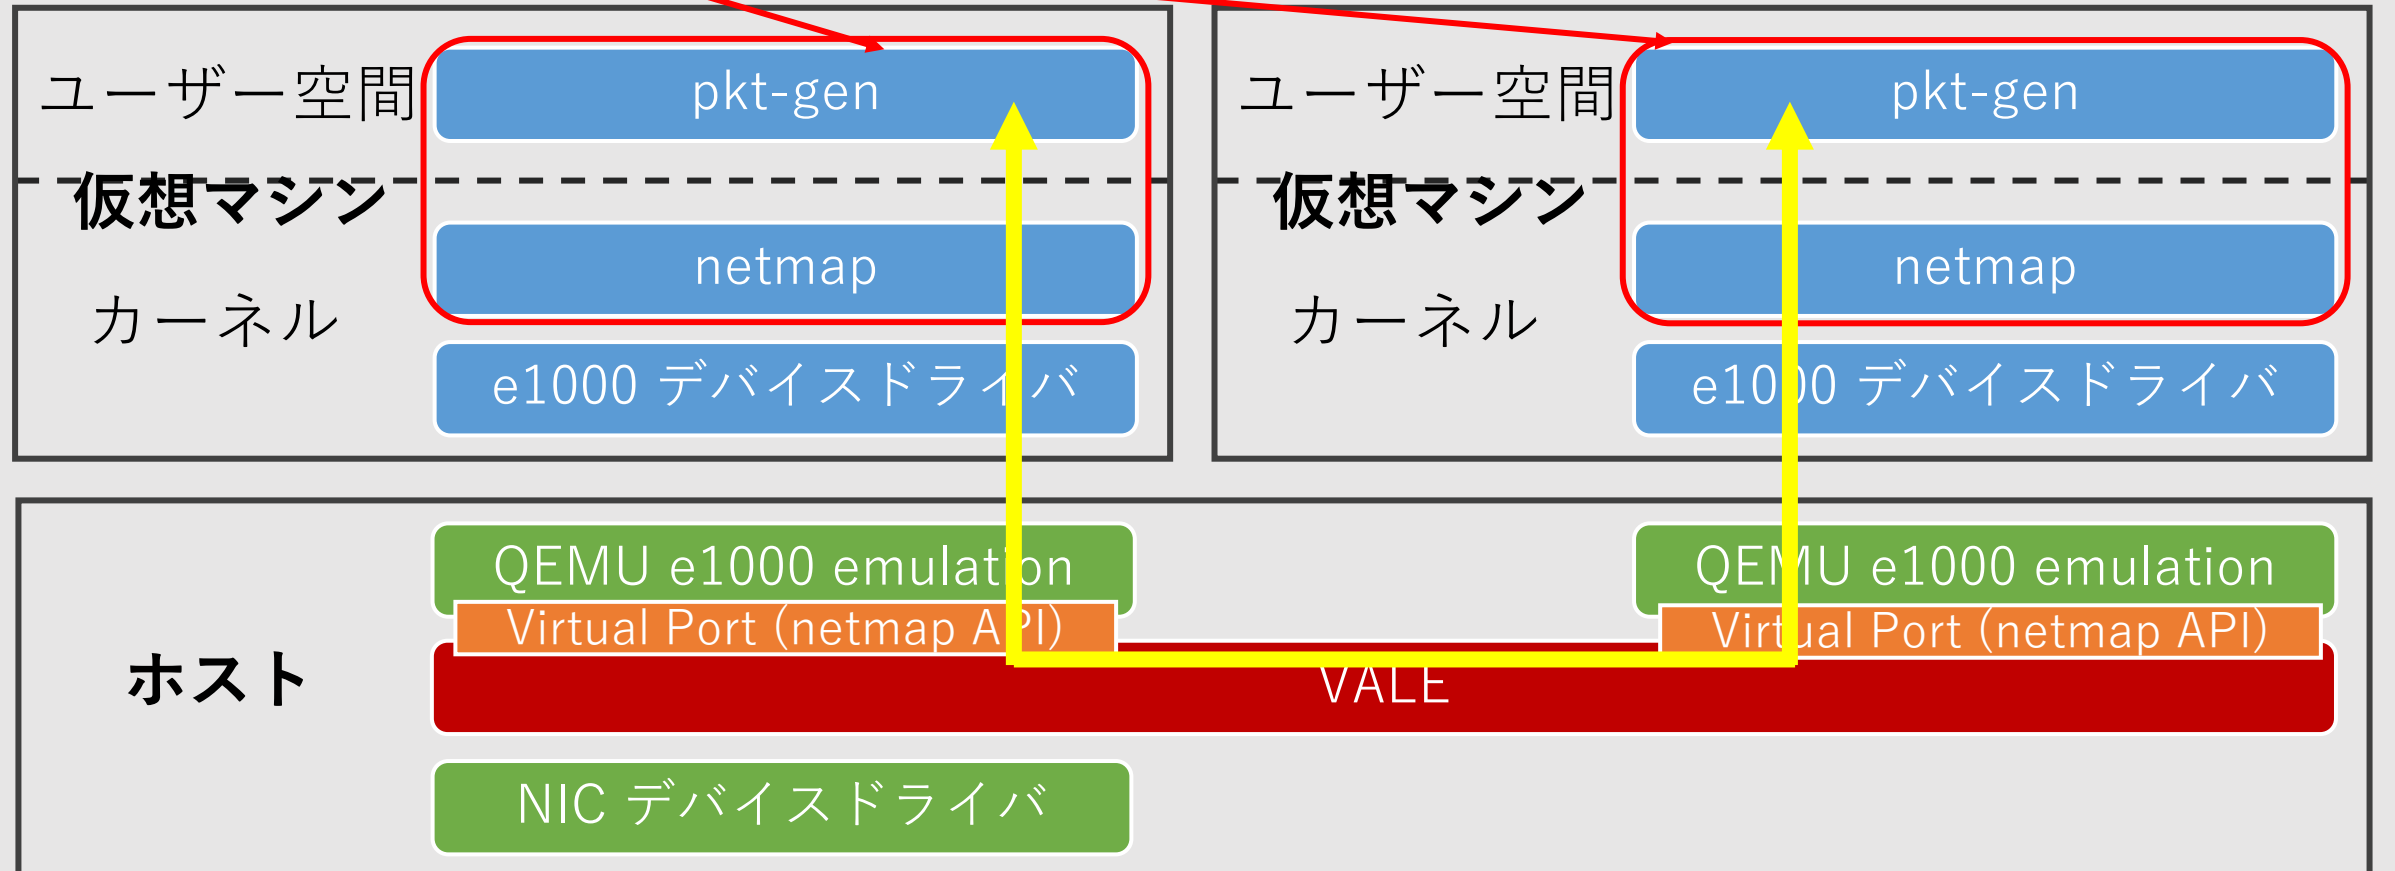 ユーザー空間
pkt-gen
仮想マシン
netmap
カーネル
e1000 デバイスドライバ
ユーザー空間
pkt-gen
仮想マシン
netmap
カーネル
e1000 デバイスドライバ
QEMU e1000 emulation
QEMU e1000 emulation
Virtual Port (netmap API)
Virtual Port (netmap API)
ホスト
VALE
NIC デバイスドライバ